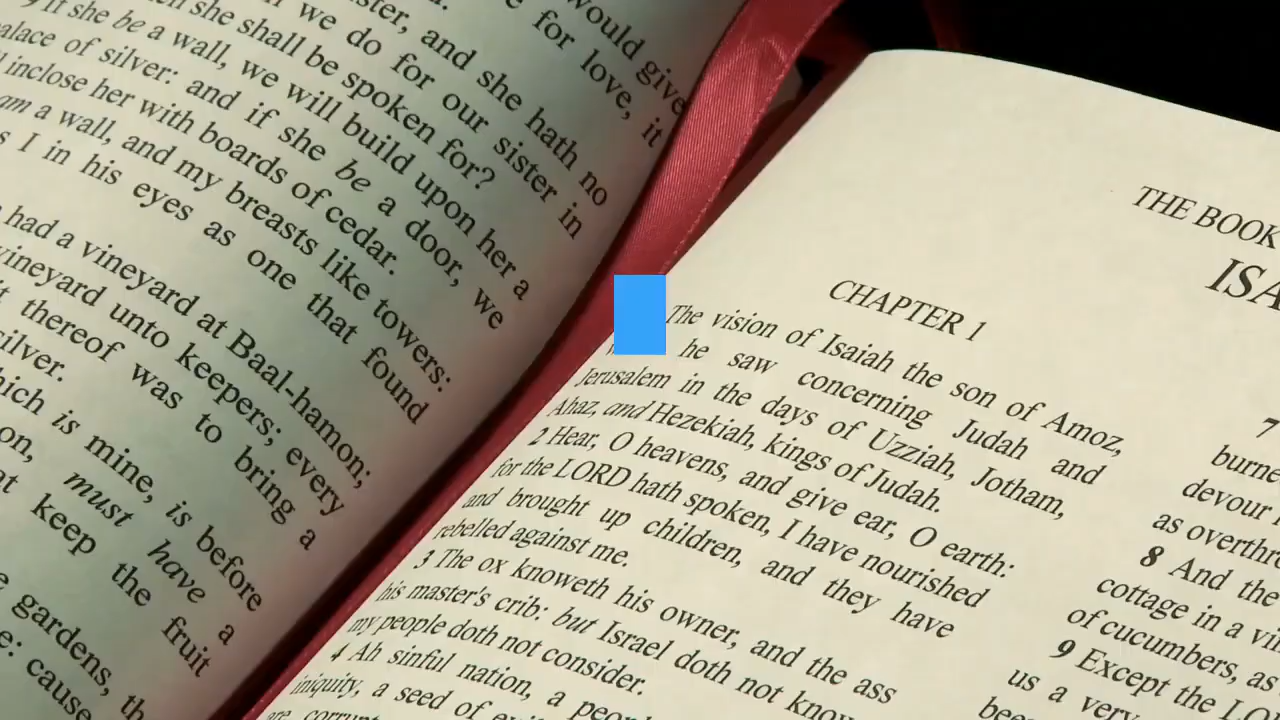 would give
e for love, it
ster, and she hath no
we do for our sister in
she shall be spoken for?
9 If she be a wall, we will build upon her a
palace of silver: and if she be a door, we
inclose her with boards of cedar.
am a wall, and my breasts like towers:
s I in his eyes as one that found
had a vineyard at Baal-hamon;
vineyard unto keepers; every
thereof was to bring a
silver.
which is mine, is before
on, must have a
keep the fruit
gardens,
cause
THE BOOK
ISA
CHAPTER 1
The vision of Isaiah the son of Amoz,
he saw concerning Judah and
Jerusalem in the days of Uzziah, Jotham,
Ahaz, and Hezekiah, kings of Judah.
2 Hear, O heavens, and give ear, O earth:
for the LORD hath spoken, I have nourished
and brought up children, and they have
rebelled against me.
3 The ox knoweth his owner, and the ass
his master's crib: but Israel doth not know
my people doth not consider.
4 Ah sinful nation, a peop
iniquity, a seed of
7
burne
devour
as overthr
8 And the
cottage in a vi
of cucumbers, as
9 Except the LO
us a very